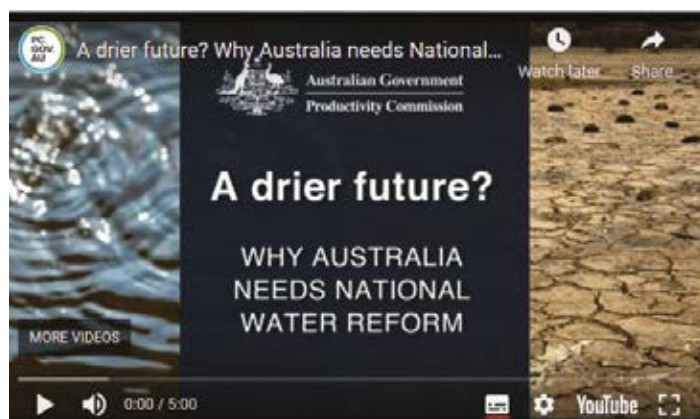 PC.
GOV.
AU
A drier future? Why Australia needs National...
Watch later
Share
Australian Government
Productivity Commission
A drier future?
WHY AUSTRALIA
NEEDS NATIONAL
WATER REFORM
MORE VIDEOS
0:00 / 5:00
YouTube